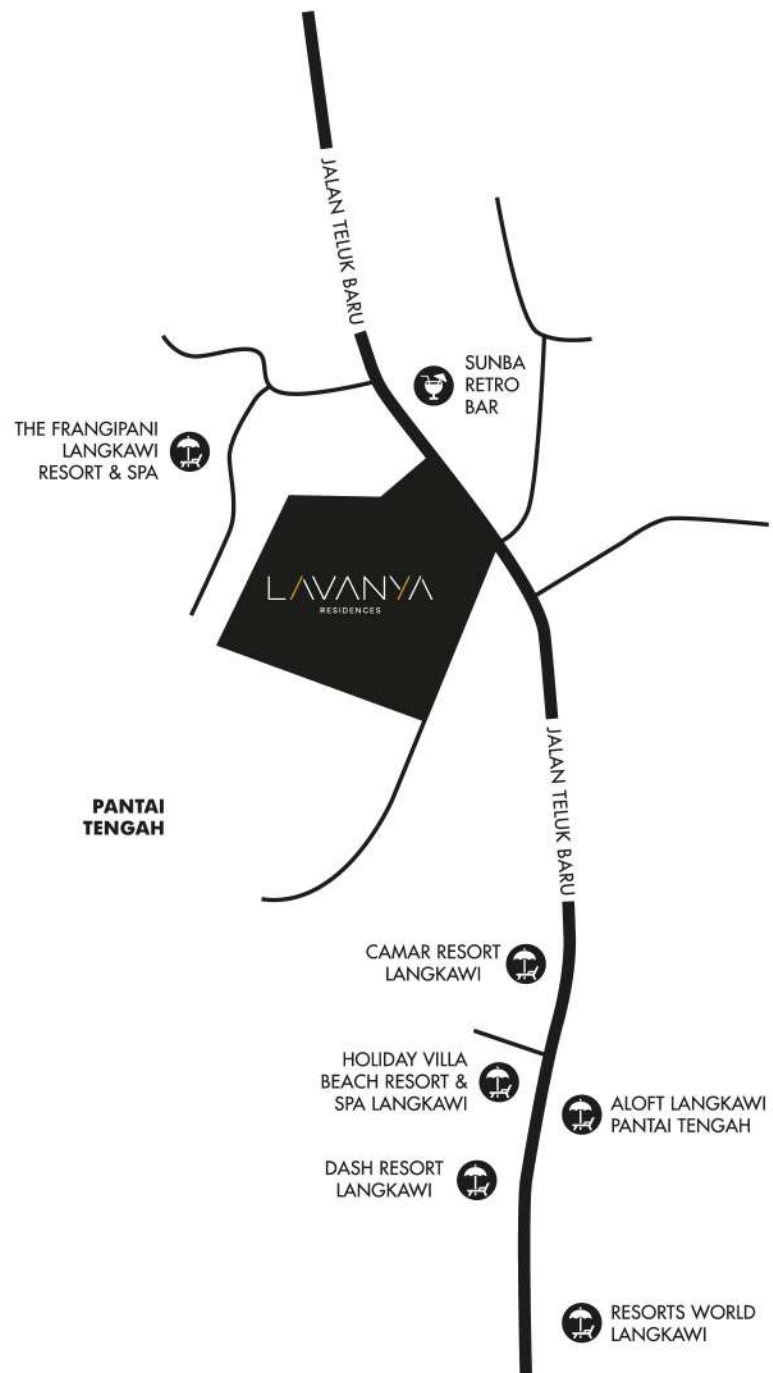 JALAN TELUK BARU
SUNBA
RETRO
BAR
THE FRANGIPANI
LANGKAWI
RESORT & SPA
LAVANYA
RESIDENCES
JALAN TELUK BARU
PANTAI
TENGAH
CAMAR RESORT
LANGKAWI
HOLIDAY VILLA
BEACH RESORT &
SPA LANGKAWI
ALOFT LANGKAWI
PANTAI TENGAH
DASH RESORT
LANGKAWI
RESORTS WORLD
LANGKAWI